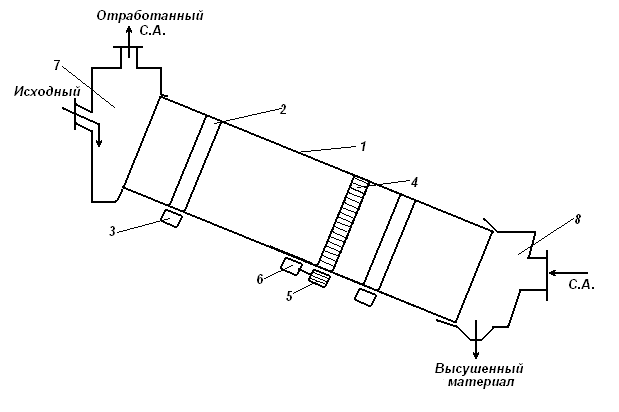 Отработанный
С.А.
7
Исходный
2
1
4
3
8
6
5
С.А.
Высушенный
материал